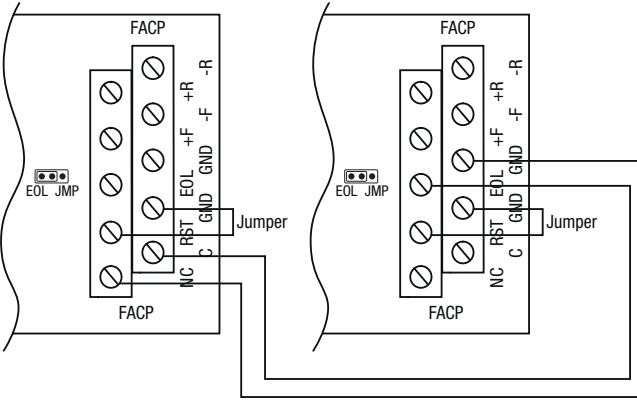 FACP
-R
+R
-F
+F
GND
EOL
GND
RST
C
NC
EOL JMP
Jumper
FACP
FACP
-R
+R
-F
+F
GND
EOL
GND
RST
C
NC
EOL JMP
Jumper
FACP